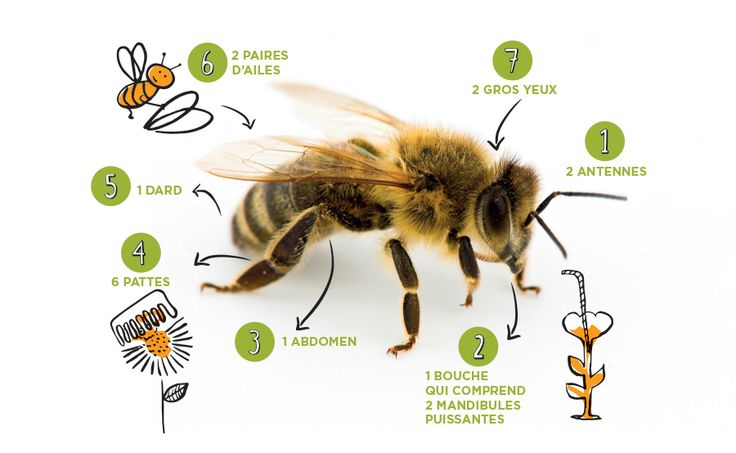 6
2 PAIRES
D'AILES
7
2 GROS YEUX
1
2 ANTENNES
5
1 DARD
4
6 PATTES
3
1 ABDOMEN
2
1 BOUCHE
QUI COMPREND
2 MANDIBULES
PUISSANTES